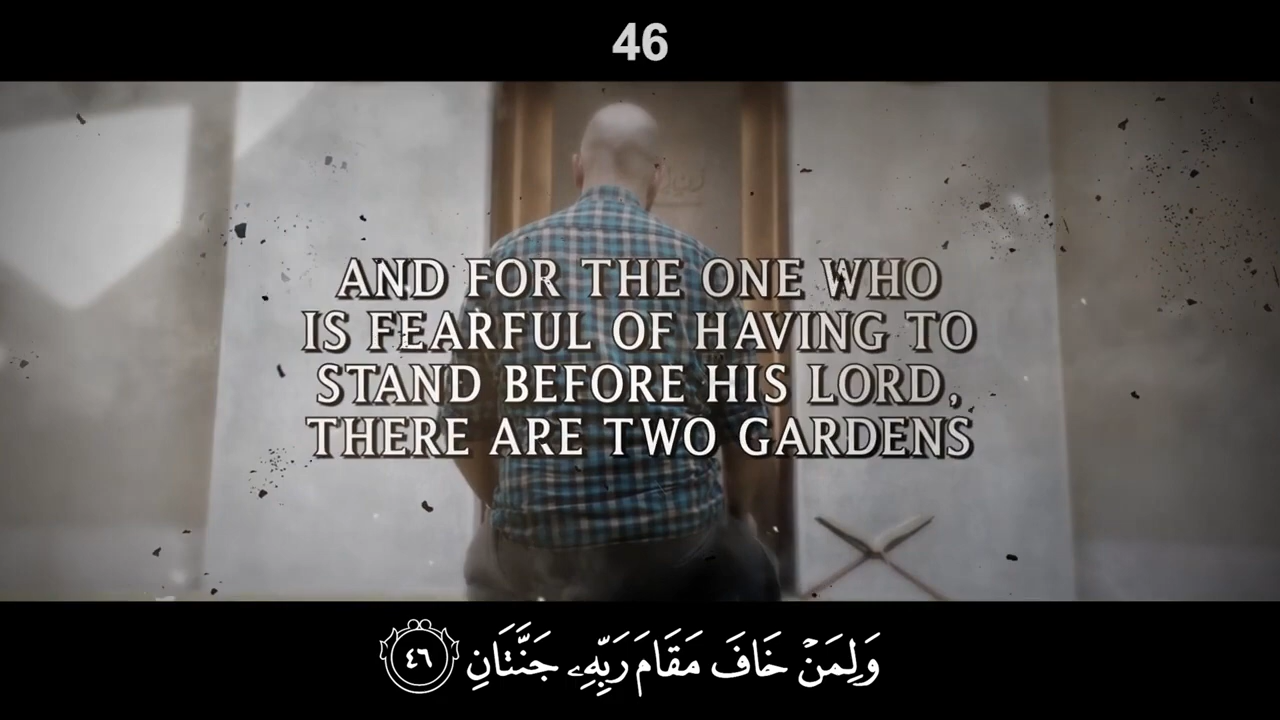 46
AND FOR THE ONE WHO
IS FEARFUL OF HAVING TO
STAND BEFORE HIS LORD,
THERE ARE TWO GARDENS
وَلِمَنْ خَافَ مَقَامَ رَبِّهِۦ جَنَّتَانِ ٤٦